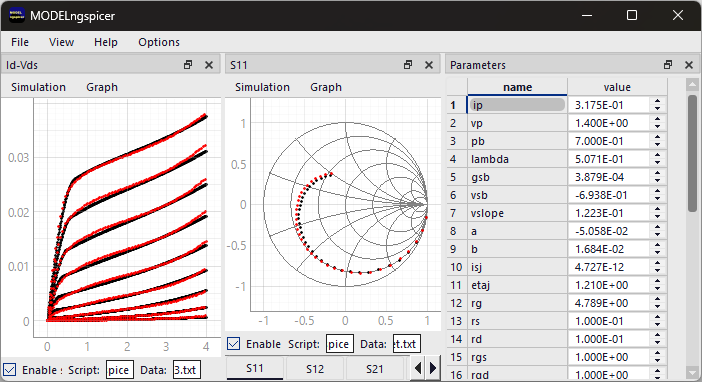 MODEL
ngspicer
MODELngspicer
File View Help Options
Id-Vds
Simulation Graph
0.03
0.02
0.01
0
0 1 2 3 4
Enable Script: pice Data: 3.txt
S11
Simulation Graph
1
0.5
0
-0.5
-1
-1 -0.5 0 0.5 1
Enable Script: pice Data: et.txt
S11 S12 S21
Parameters
name value
1 ip 3.175E-01
2 vp 1.400E+00
3 pb 7.000E-01
4 lambda 5.071E-01
5 gsb 3.879E-04
6 vsb -6.938E-01
7 vslope 1.223E-01
8 a -5.058E-02
9 b 1.684E-02
10 isj 4.727E-12
11 etaj 1.210E+00
12 rg 4.789E+00
13 rs 1.000E-01
14 rd 1.000E-01
15 rgs 1.000E+00
16 rgd 1.000E+00